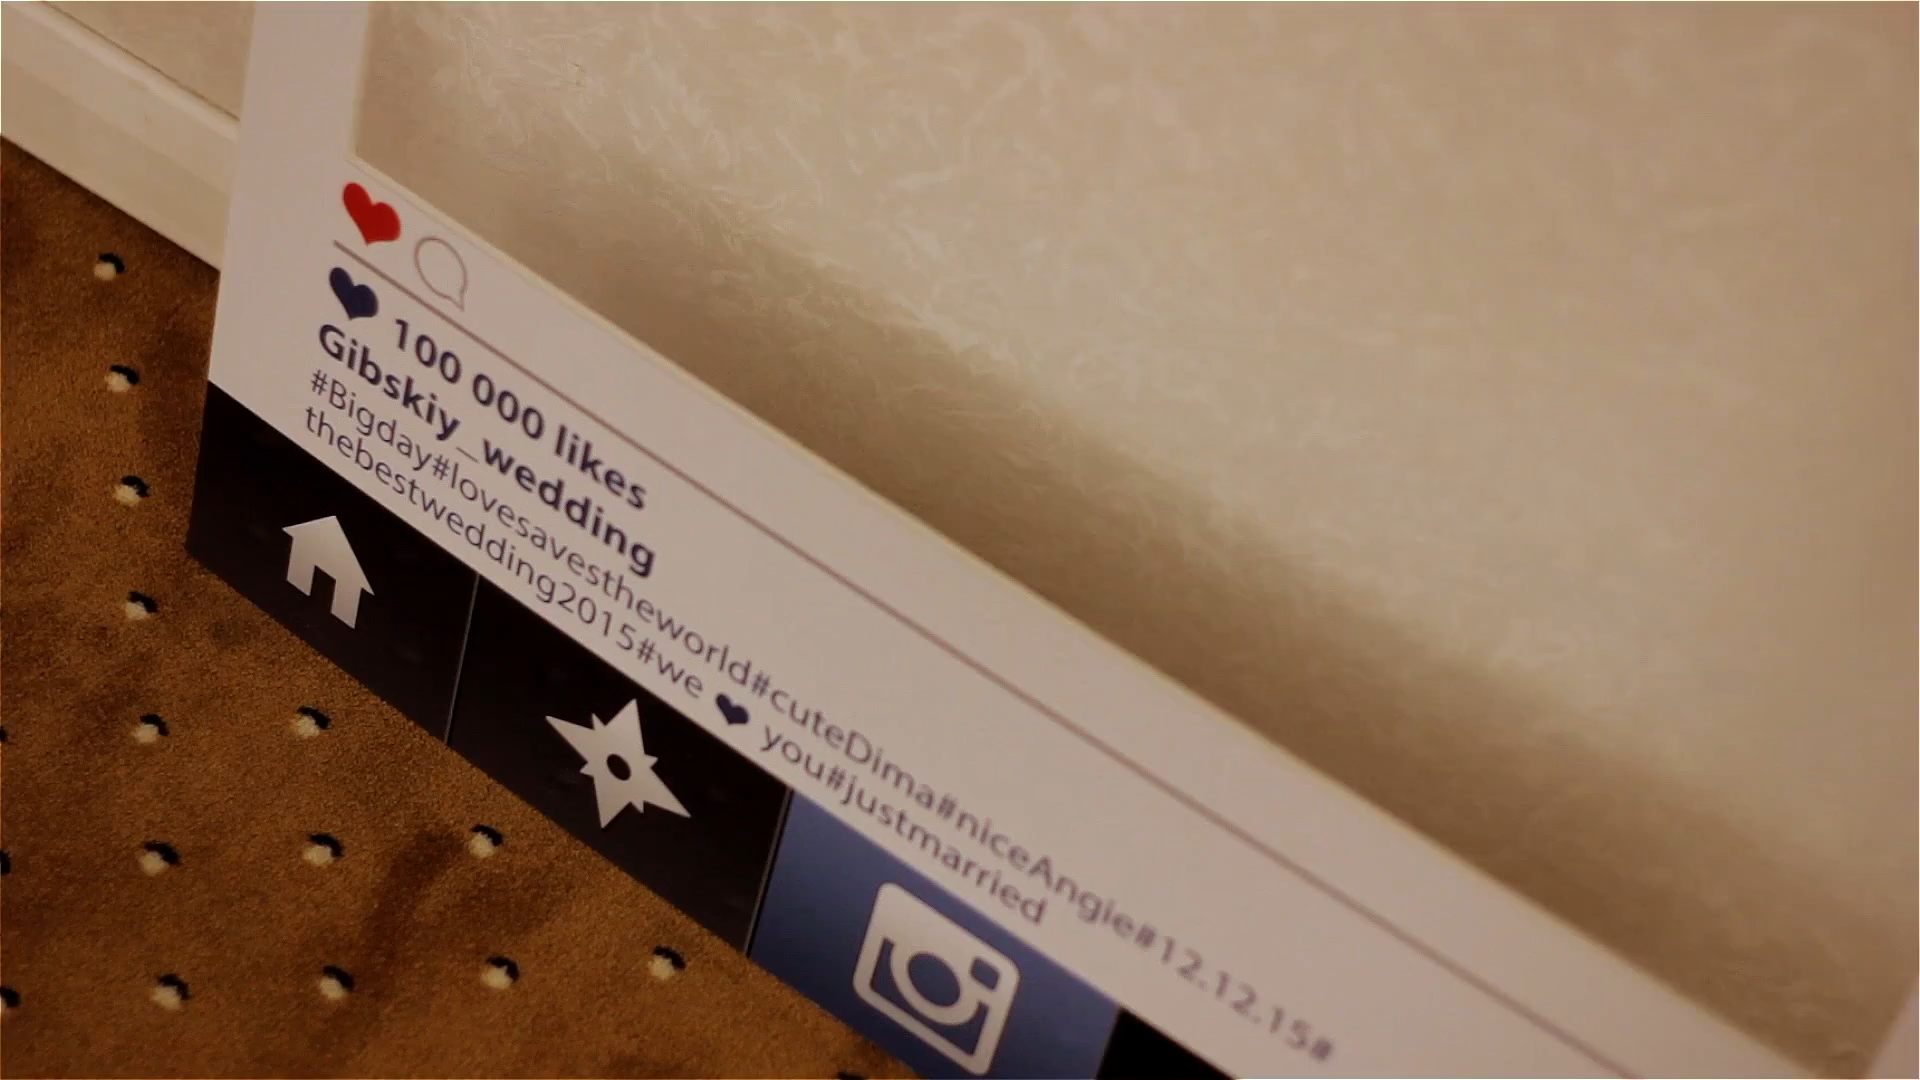 100 000 likes
Gibskiy_wedding
#Bigday#lovesavestheworld#cuteDima#niceAngie#12.12.15#
thebestwedding2015#we ♥ you#justmarried